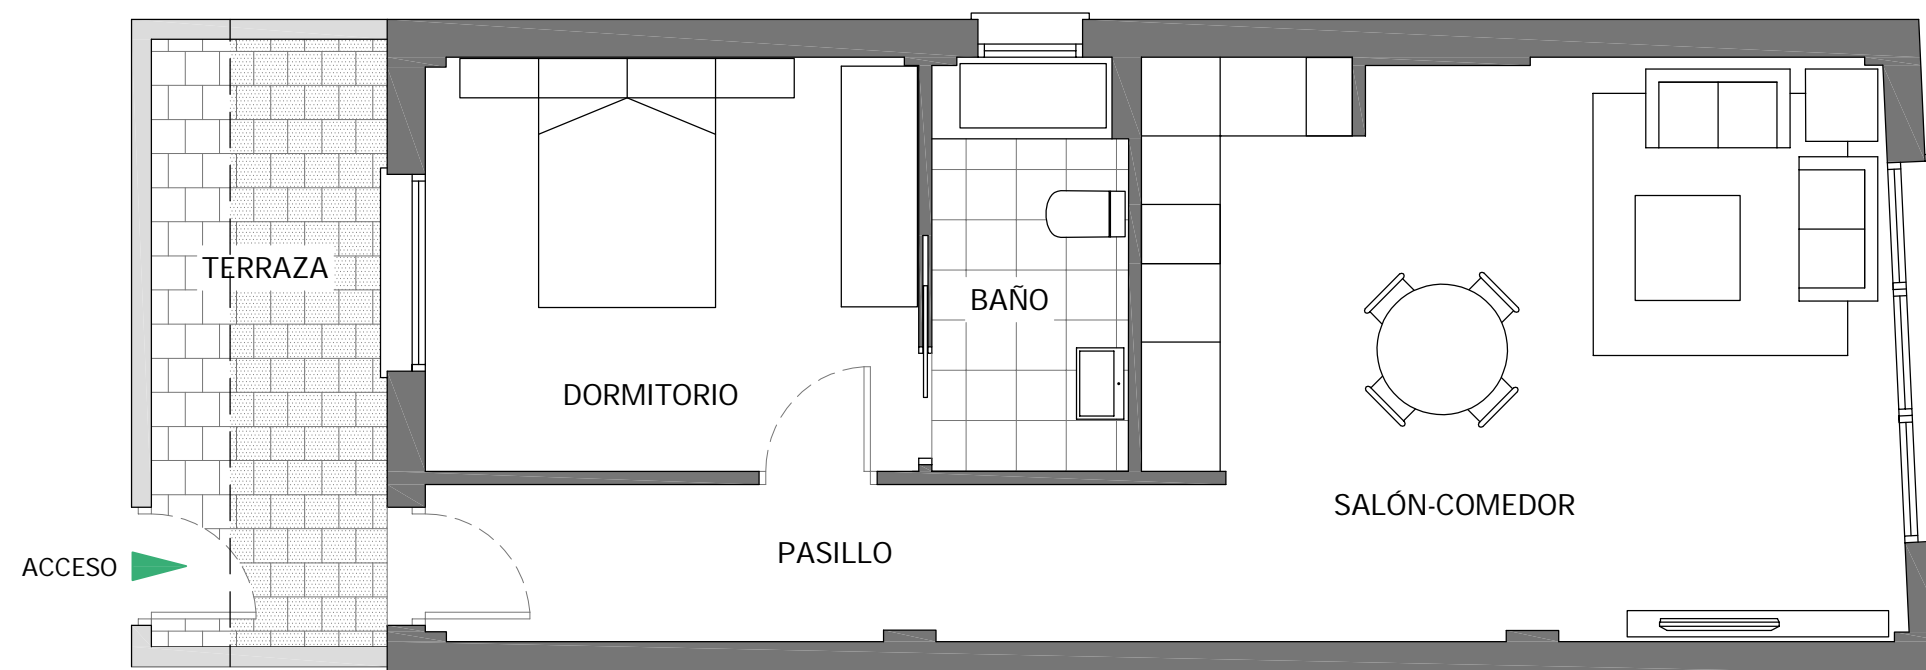 TERRAZA
BAÑO
DORMITORIO
SALÓN-COMEDOR
PASILLO
ACCESO